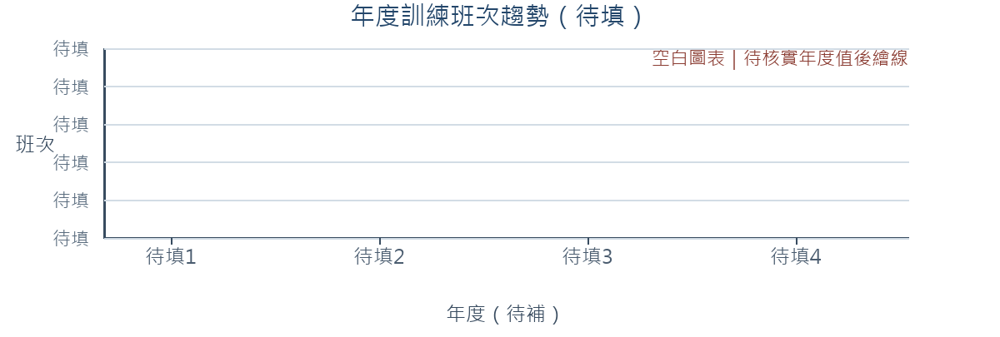 年度訓練班次趨勢（待填）
空白圖表｜待核實年度值後繪線
待填
待填
待填
班次
待填
待填
待填
待填1
待填2
待填3
待填4
年度（待補）